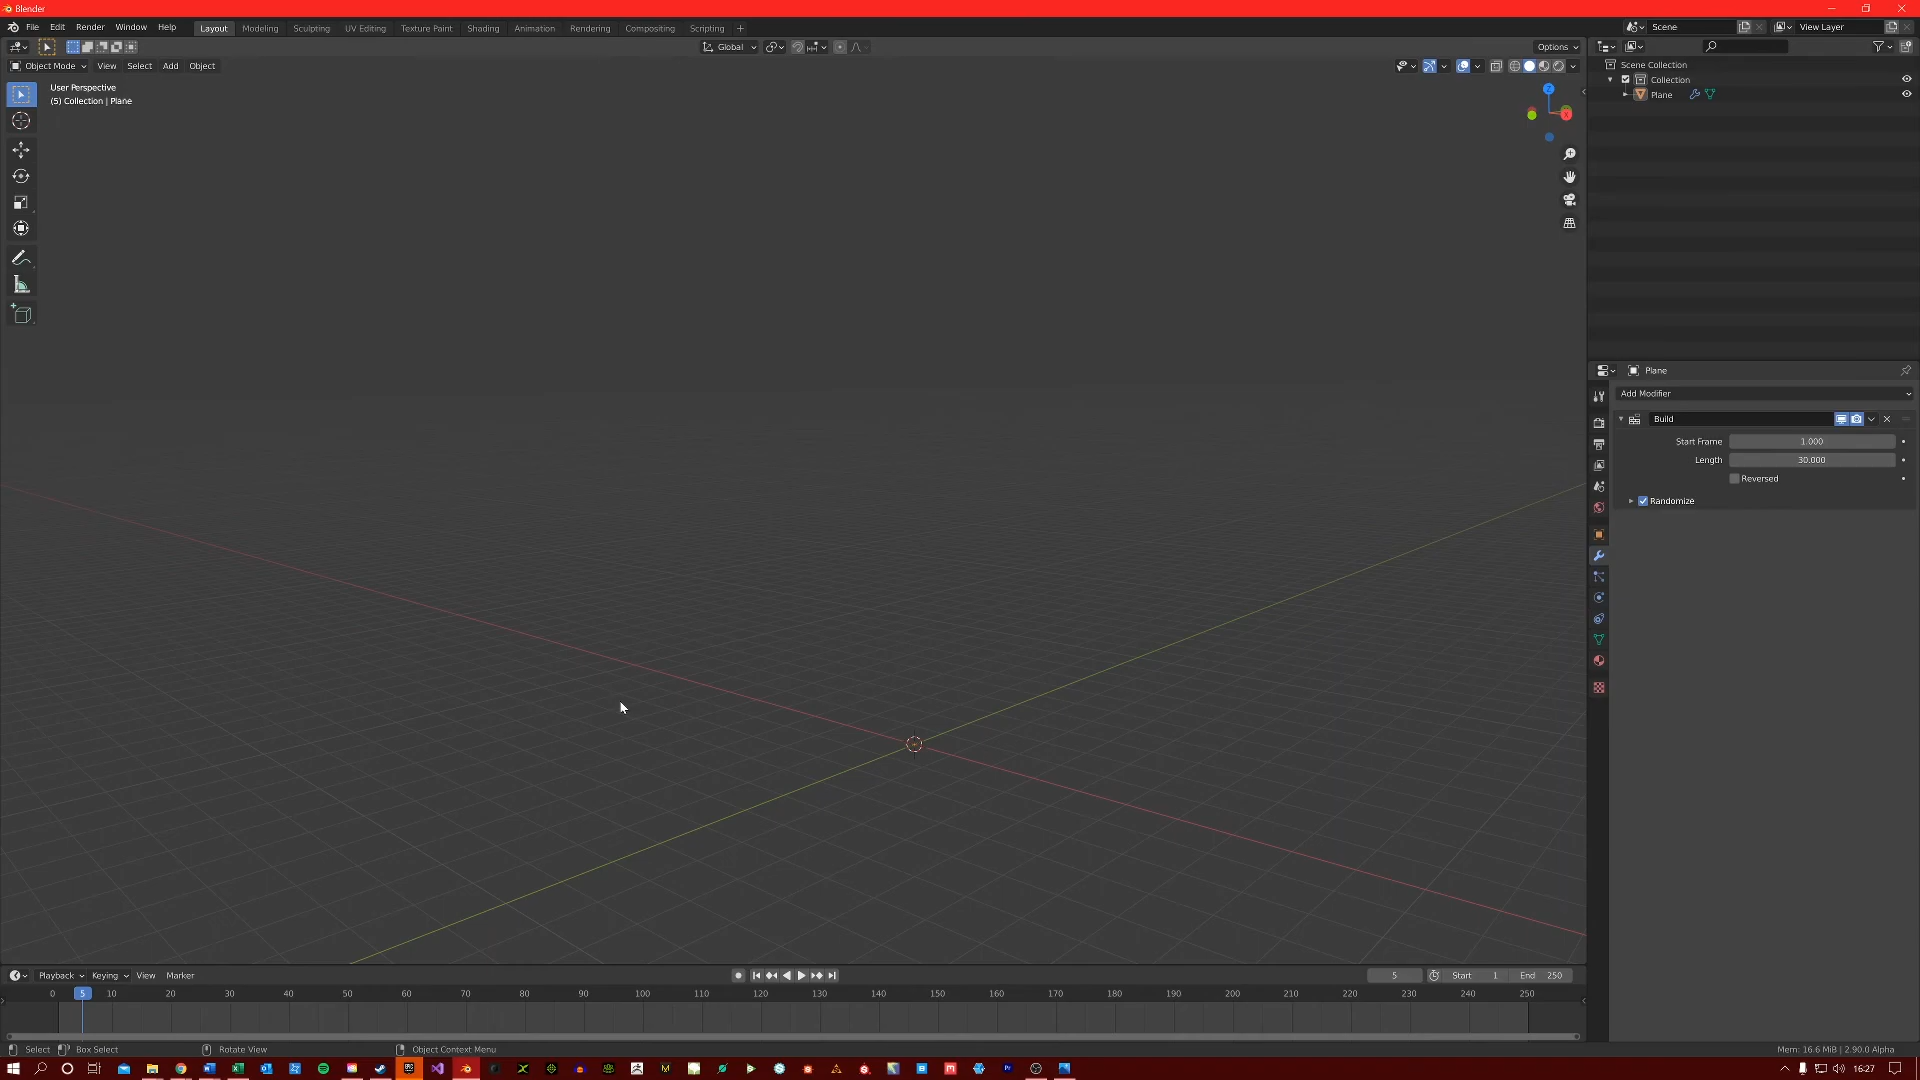 Blender
File Edit Render Window Help Layout Modeling Sculpting UV Editing Texture Paint Shading Animation Rendering Compositing Scripting + Scene View Layer
Global Options
Object Mode View Select Add Object
User Perspective
(5) Collection | Plane
Z
X
Scene Collection
Collection
Plane
Plane
Add Modifier
Build
Start Frame 1.000
Length 30.000
Reversed
Randomize
Playback Keying View Marker 5 Start 1 End 250
0 5 10 20 30 40 50 60 70 80 90 100 110 120 130 140 150 160 170 180 190 200 210 220 230 240 250
Select Box Select Rotate View Object Context Menu Mem: 16.6 MiB | 2.90.0 Alpha
16:27